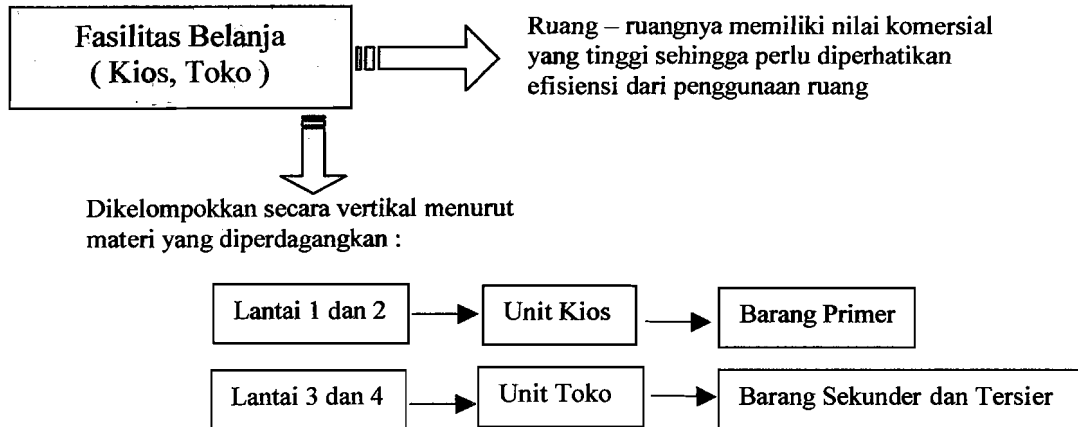 Fasilitas Belanja
( Kios, Toko )
Ruang – ruangnya memiliki nilai komersial
yang tinggi sehingga perlu diperhatikan
efisiensi dari penggunaan ruang
Dikelompokkan secara vertikal menurut
materi yang diperdagangkan :
Lantai 1 dan 2
Unit Kios
Barang Primer
Lantai 3 dan 4
Unit Toko
Barang Sekunder dan Tersier